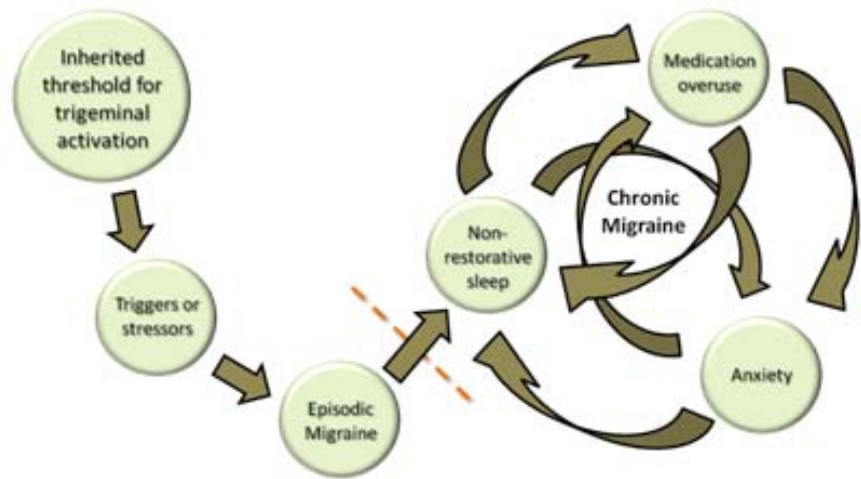 Inherited
threshold for
trigeminal
activation
Triggers or
stressors
Episodic
Migraine
Non-
restorative
sleep
Medication
overuse
Chronic
Migraine
Anxiety